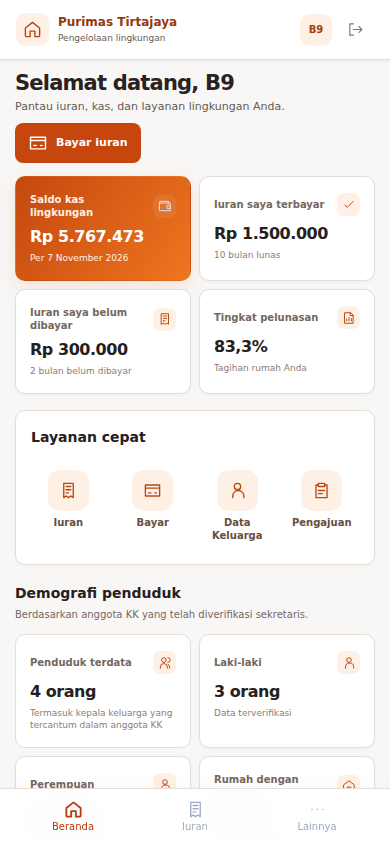 Purimas Tirtajaya
Pengelolaan lingkungan
B9
Selamat datang, B9
Pantau iuran, kas, dan layanan lingkungan Anda.
Bayar iuran
Saldo kas
lingkungan
Rp 5.767.473
Per 7 November 2026
Iuran saya terbayar
Rp 1.500.000
10 bulan lunas
Iuran saya belum
dibayar
Rp 300.000
2 bulan belum dibayar
Tingkat pelunasan
83,3%
Tagihan rumah Anda
Layanan cepat
Iuran
Bayar
Data
Keluarga
Pengajuan
Demografi penduduk
Berdasarkan anggota KK yang telah diverifikasi sekretaris.
Penduduk terdata
4 orang
Termasuk kepala keluarga yang
tercantum dalam anggota KK
Laki-laki
3 orang
Data terverifikasi
Perempuan
Rumah dengan
Beranda
Iuran
Lainnya